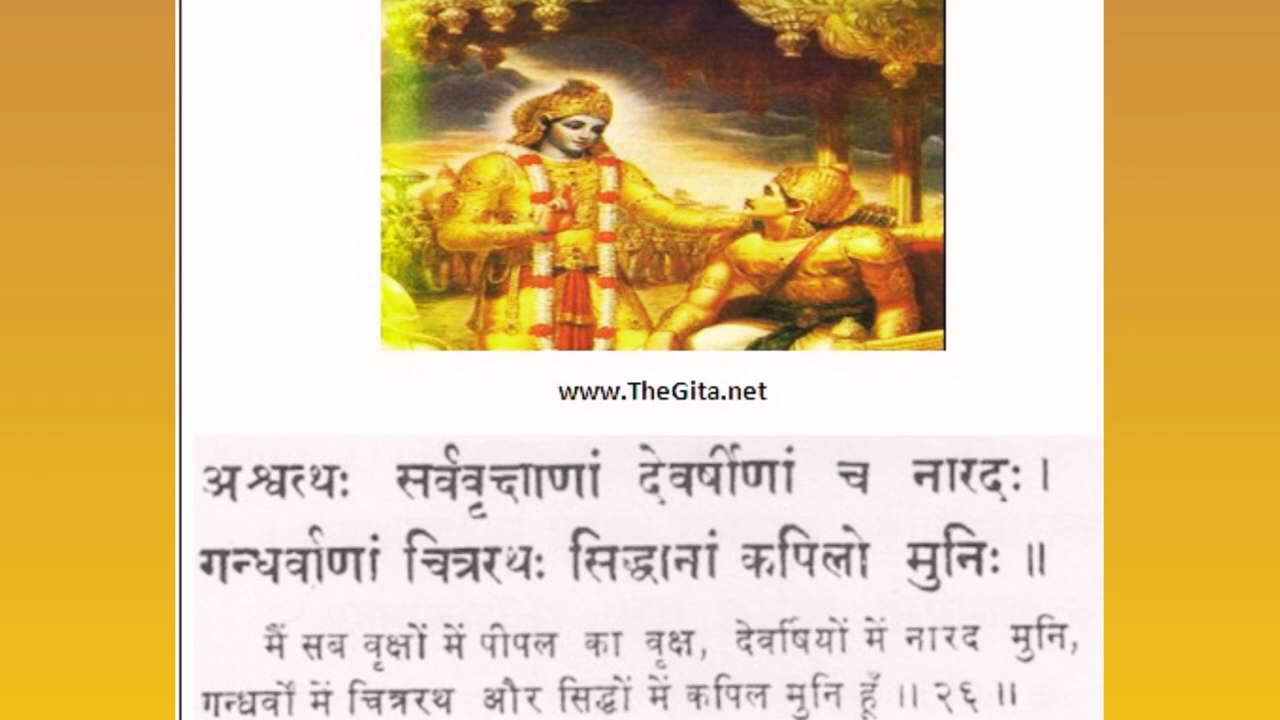 www.TheGita.net
अश्वत्थः सर्ववृक्षाणां देवर्षीणां च नारदः ।
गन्धर्वाणां चित्ररथः सिद्धानां कपिलो मुनिः ॥
मैं सब वृक्षों में पीपल का वृक्ष, देवर्षियों में नारद मुनि,
गन्धर्वों में चित्ररथ और सिद्धों में कपिल मुनि हूँ ॥ २६ ॥